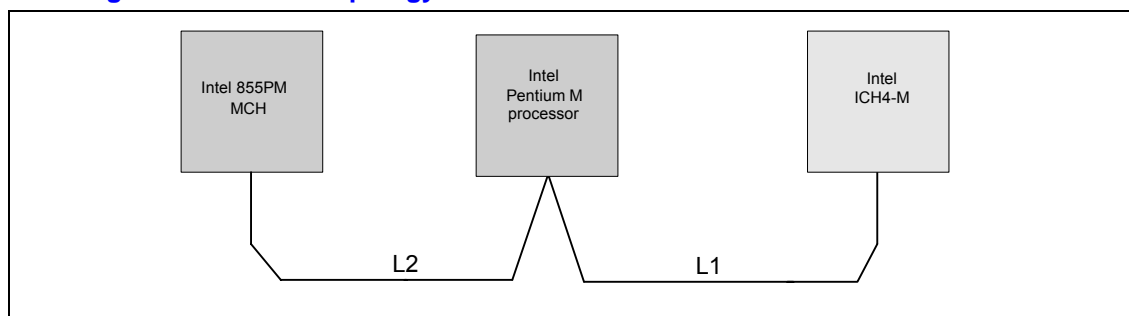 Intel 855PM
MCH
Intel
Pentium M
processor
Intel
ICH4-M
L2
L1